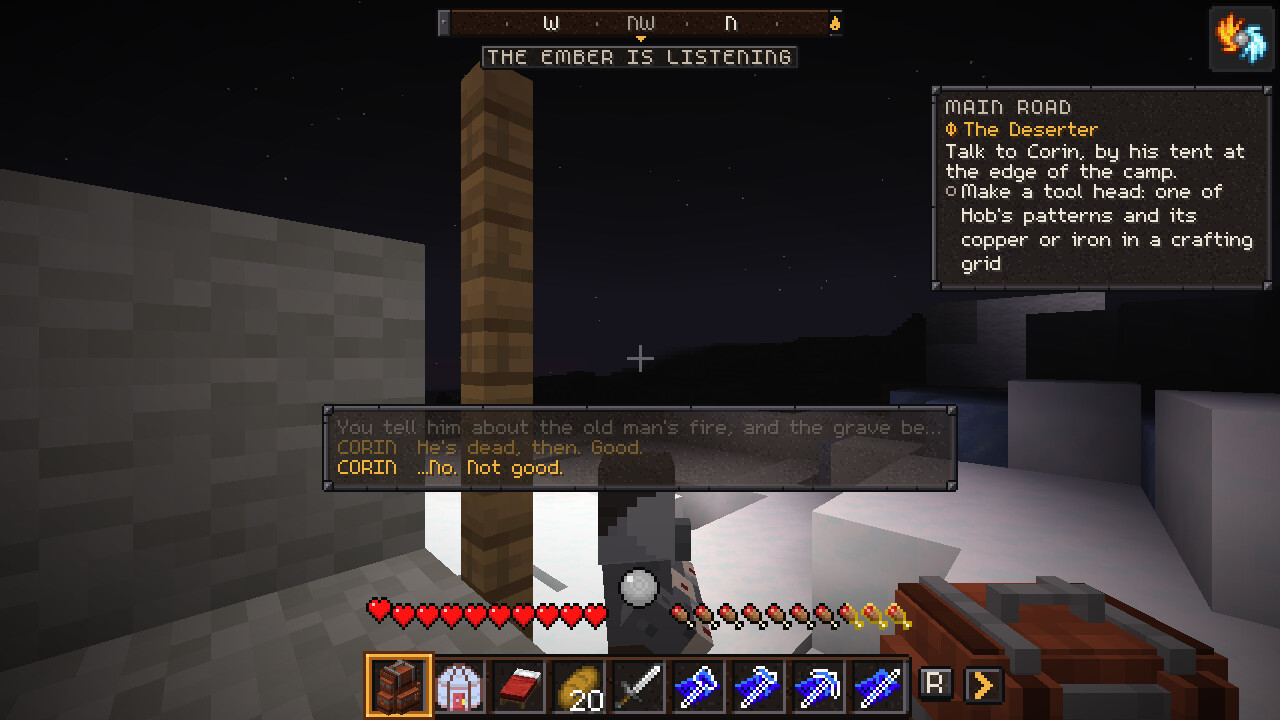 W NW N
THE EMBER IS LISTENING
MAIN ROAD
The Deserter
Talk to Corin, by his tent at
the edge of the camp.
Make a tool head: one of
Hob's patterns and its
copper or iron in a crafting
grid
You tell him about the old man's fire, and the grave be...
CORIN He's dead, then. Good.
CORIN ...No. Not good.
20
R